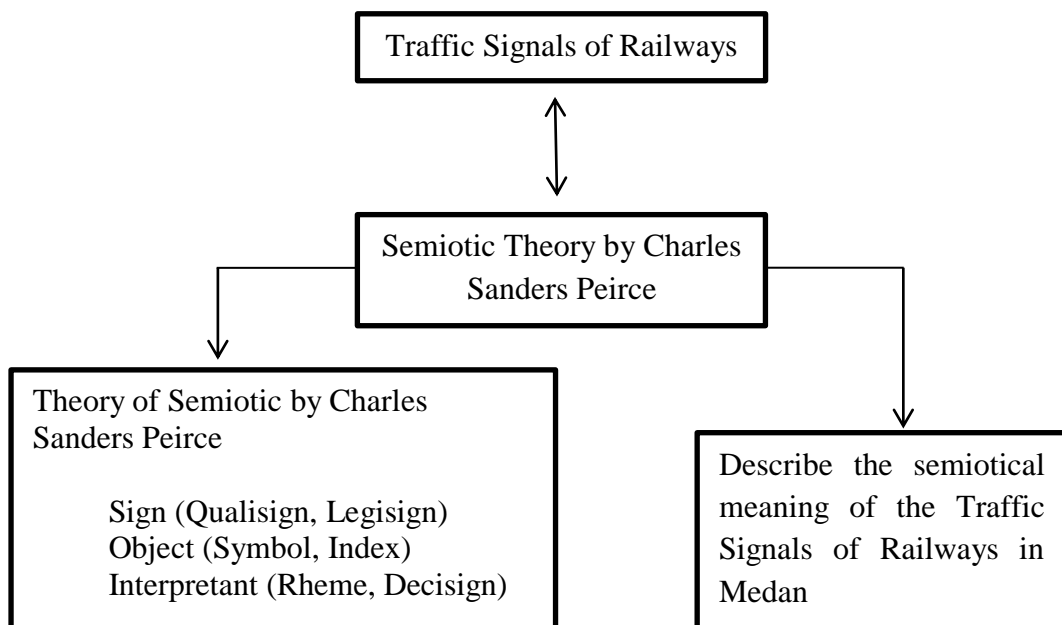 Traffic Signals of Railways
Semiotic Theory by Charles
Sanders Peirce
Theory of Semiotic by Charles
Sanders Peirce
Sign (Qualisign, Legisign)
Object (Symbol, Index)
Interpretant (Rheme, Decisign)
Describe the semiotical
meaning of the Traffic
Signals of Railways in
Medan